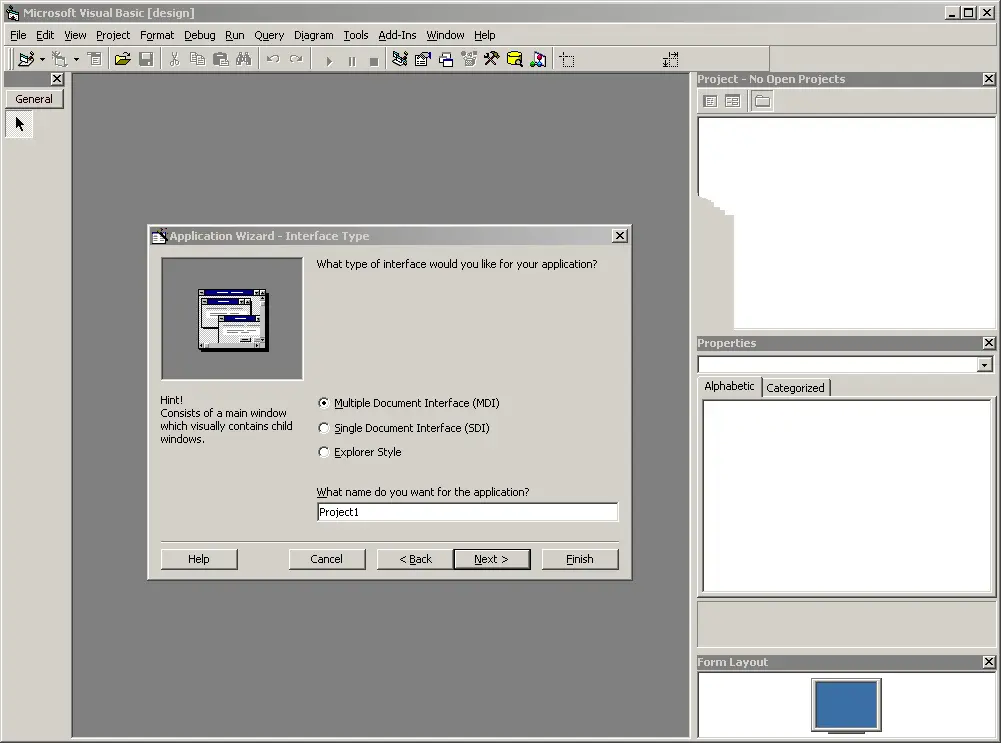 Microsoft Visual Basic [design]
File Edit View Project Format Debug Run Query Diagram Tools Add-Ins Window Help
General
Project - No Open Projects
Application Wizard - Interface Type
What type of interface would you like for your application?
Hint!
Consists of a main window
which visually contains child
windows.
Multiple Document Interface (MDI)
Single Document Interface (SDI)
Explorer Style
What name do you want for the application?
Project1
Help Cancel < Back Next > Finish
Properties
Alphabetic Categorized
Form Layout